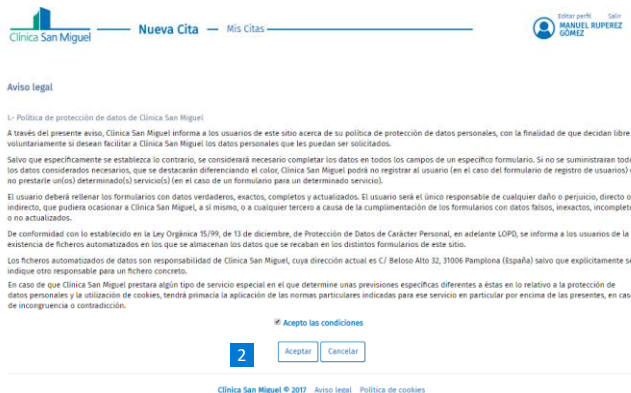 Editar perfil Salir
Nueva Cita Mis Citas
MANUEL RUPEREZ
GÓMEZ
Clínica San Miguel
Aviso legal
I.- Política de protección de datos de Clínica San Miguel
A través del presente aviso, Clínica San Miguel informa a los usuarios de este sitio acerca de su política de protección de datos personales, con la finalidad de que decidan libre
voluntariamente si desean facilitar a Clínica San Miguel los datos personales que les puedan ser solicitados.
Salvo que específicamente se establezca lo contrario, se considerará necesario completar los datos en todos los campos de un específico formulario. Si no se suministraran todo
los datos considerados necesarios, que se destacarán diferenciando el color, Clínica San Miguel podrá no registrar al usuario (en el caso del formulario de registro de usuarios)
no prestarle un(os) determinado(s) servicio(s) (en el caso de un formulario para un determinado servicio).
El usuario deberá rellenar los formularios con datos verdaderos, exactos, completos y actualizados. El usuario será el único responsable de cualquier daño o perjuicio, directo o
indirecto, que pudiera ocasionar a Clínica San Miguel, a sí mismo, o a cualquier tercero a causa de la cumplimentación de los formularios con datos falsos, inexactos, incomplet
o no actualizados.
De conformidad con lo establecido en la Ley Orgánica 15/99, de 13 de diciembre, de Protección de Datos de Carácter Personal, en adelante LOPD, se informa a los usuarios de la
existencia de ficheros automatizados en los que se almacenan los datos que se recaban en los distintos formularios de este sitio.
Los ficheros automatizados de datos son responsabilidad de Clínica San Miguel, cuya dirección actual es C/ Beloso Alto 32, 31006 Pamplona (España) salvo que explícitamente se
indique otro responsable para un fichero concreto.
En caso de que Clínica San Miguel prestara algún tipo de servicio especial en el que determine unas previsiones específicas diferentes a éstas en lo relativo a la protección de
datos personales y la utilización de cookies, tendrá primacía la aplicación de las normas particulares indicadas para ese servicio en particular por encima de las presentes, en cas
de incongruencia o contradicción.
Acepto las condiciones
2 Aceptar Cancelar
Clínica San Miguel © 2017 Aviso legal Política de cookies